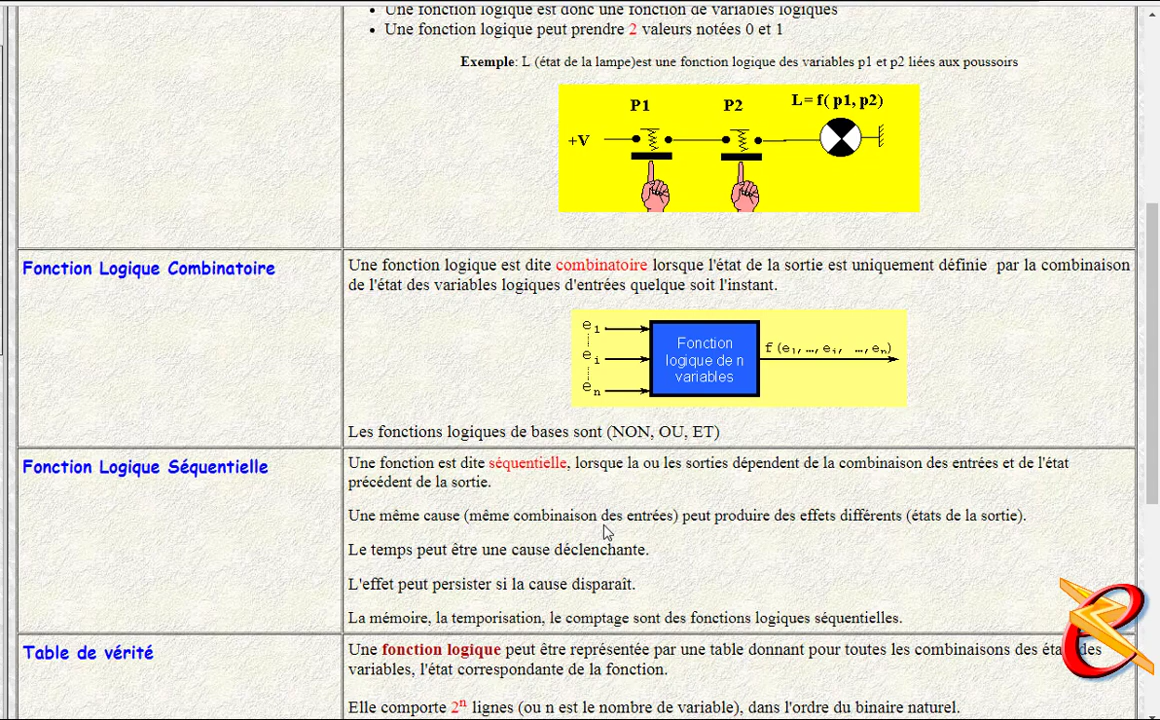 Une fonction logique est donc une fonction de variables logiques
Une fonction logique peut prendre 2 valeurs notées 0 et 1
Exemple: L (état de la lampe)est une fonction logique des variables p1 et p2 liées aux poussoirs
P1 P2 L= f( p1, p2)
+V
Fonction Logique Combinatoire
Une fonction logique est dite combinatoire lorsque l'état de la sortie est uniquement définie par la combinaison
de l'état des variables logiques d'entrées quelque soit l'instant.
e1
ei
en
Fonction
logique de n
variables
f (e1, ..., ei, ..., en)
Les fonctions logiques de bases sont (NON, OU, ET)
Fonction Logique Séquentielle
Une fonction est dite séquentielle, lorsque la ou les sorties dépendent de la combinaison des entrées et de l'état
précédent de la sortie.
Une même cause (même combinaison des entrées) peut produire des effets différents (états de la sortie).
Le temps peut être une cause déclenchante.
L'effet peut persister si la cause disparaît.
La mémoire, la temporisation, le comptage sont des fonctions logiques séquentielles.
Table de vérité
Une fonction logique peut être représentée par une table donnant pour toutes les combinaisons des éta des
variables, l'état correspondante de la fonction.
Elle comporte 2ⁿ lignes (ou n est le nombre de variable), dans l'ordre du binaire naturel.